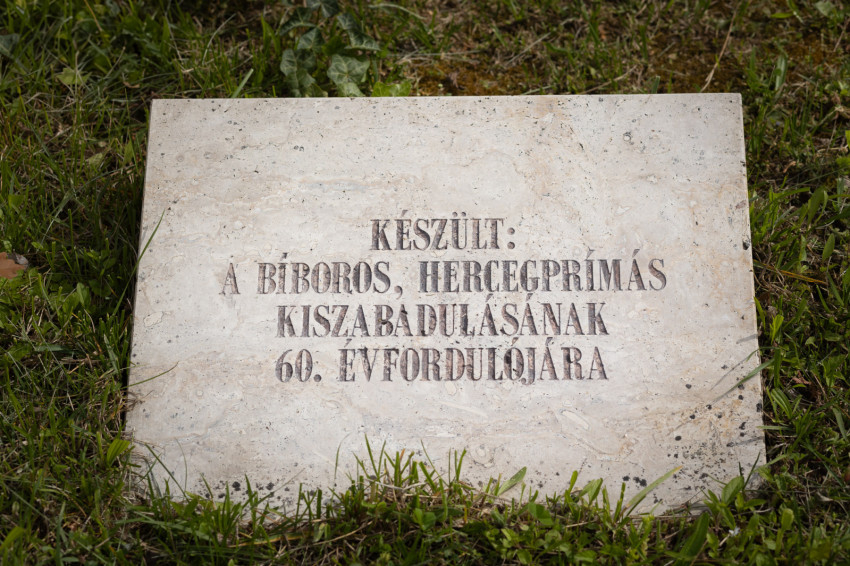 KÉSZÜLT:
A BÍBOROS, HERCEGPRÍMÁS
KISZABADULÁSÁNAK
60. ÉVFORDULÓJÁRA